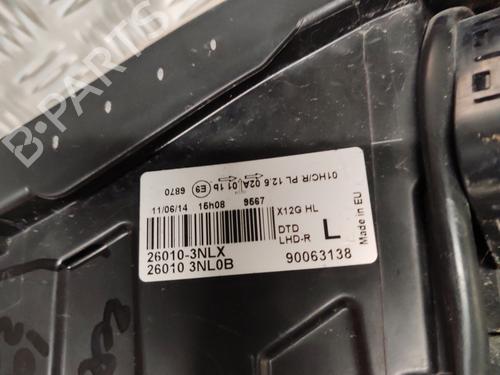 B-PARTS
01HC/R PL 12.6 02A 01 1b E9 6870
11/06/14 15h08 9567
X12G HL
DTD
LHD-R
L
Made in EU
26010-3NLX
26010 3NL0B
90063138